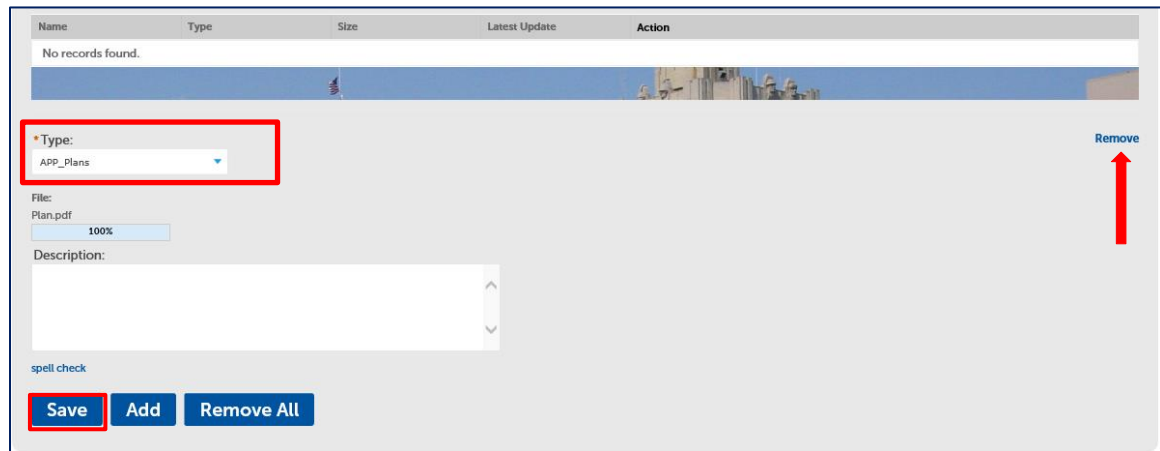 Name Type Size Latest Update Action
No records found.
*Type:
Remove
APP_Plans
File:
Plan.pdf
100%
Description:
spell check
Save Add Remove All